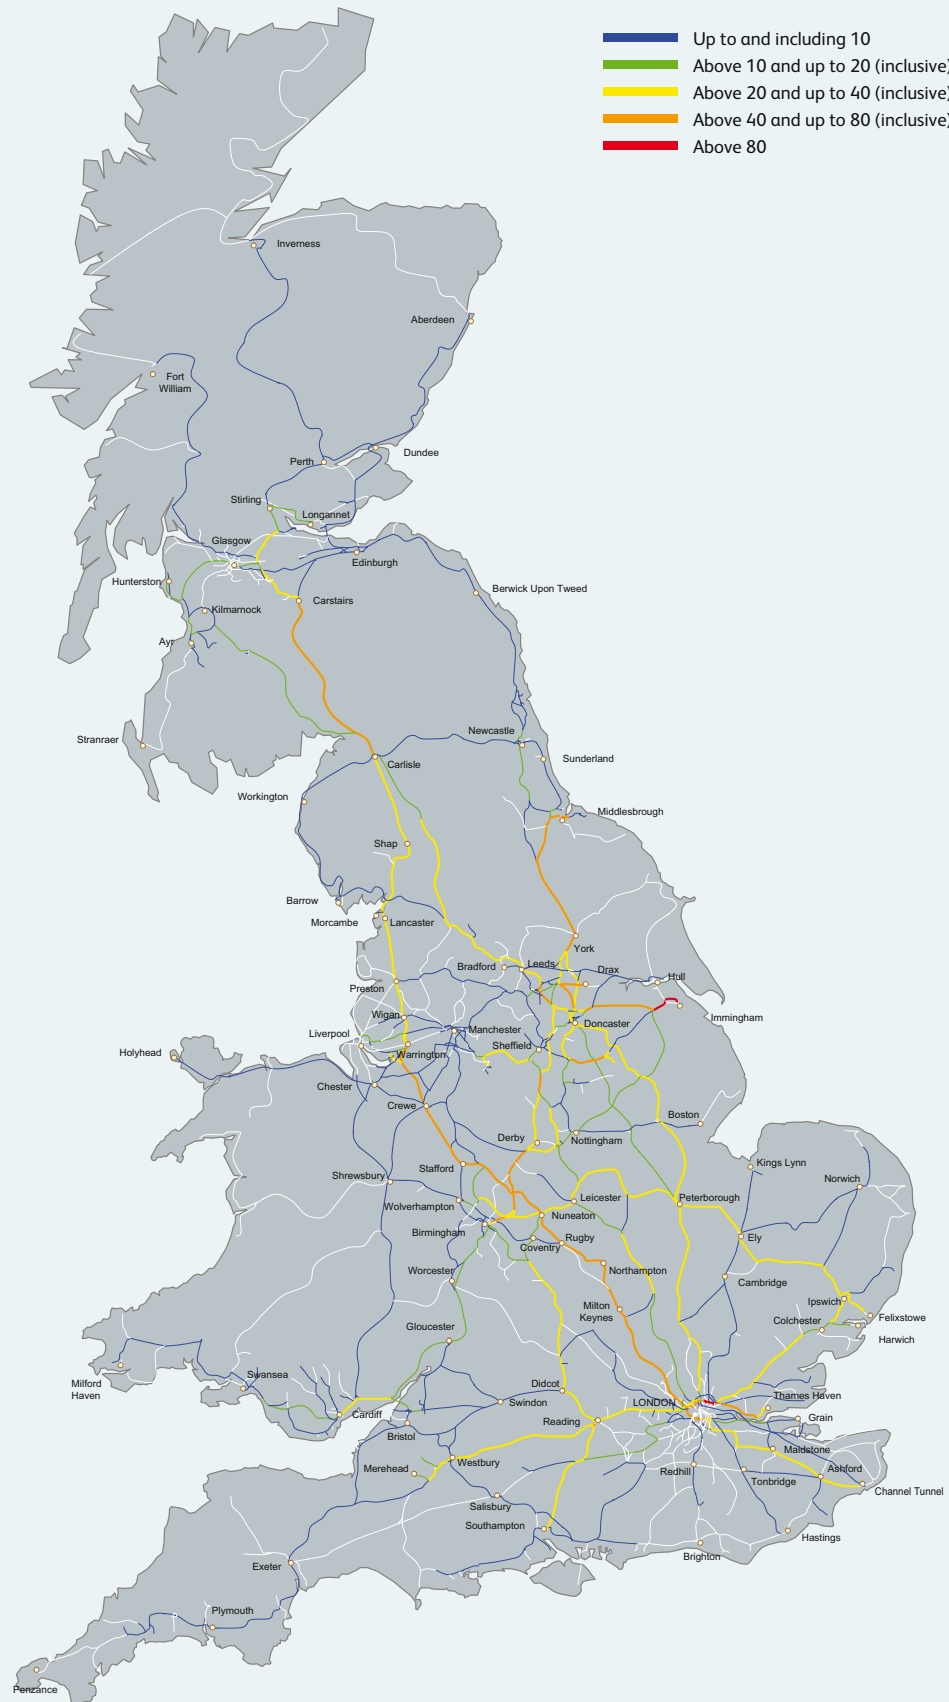 Up to and including 10
Above 10 and up to 20 (inclusive)
Above 20 and up to 40 (inclusive)
Above 40 and up to 80 (inclusive)
Above 80
Inverness
Aberdeen
Fort
William
Dundee
Perth
Stirling
Longannet
Glasgow
Edinburgh
Hunterston
Berwick Upon Tweed
Carstairs
Kilmarnock
Ayr
Newcastle
Stranraer
Sunderland
Carlisle
Workington
Middlesbrough
Shap
Barrow
Morcambe
Lancaster
York
Bradford
Leeds
Drax
Hull
Preston
Wigan
Immingham
Doncaster
Liverpool
Manchester
Sheffield
Holyhead
Warrington
Chester
Crewe
Boston
Derby
Nottingham
Kings Lynn
Stafford
Shrewsbury
Norwich
Leicester
Peterborough
Wolverhampton
Nuneaton
Birmingham
Rugby
Ely
Coventry
Worcester
Northampton
Cambridge
Ipswich
Milton
Keynes
Felixstowe
Colchester
Gloucester
Harwich
Swansea
Milford
Haven
Didcot
Thames Haven
Swindon
LONDON
Cardiff
Grain
Reading
Bristol
Maidstone
Westbury
Merehead
Ashford
Redhill
Tonbridge
Channel Tunnel
Salisbury
Southampton
Hastings
Brighton
Exeter
Plymouth
Penzance